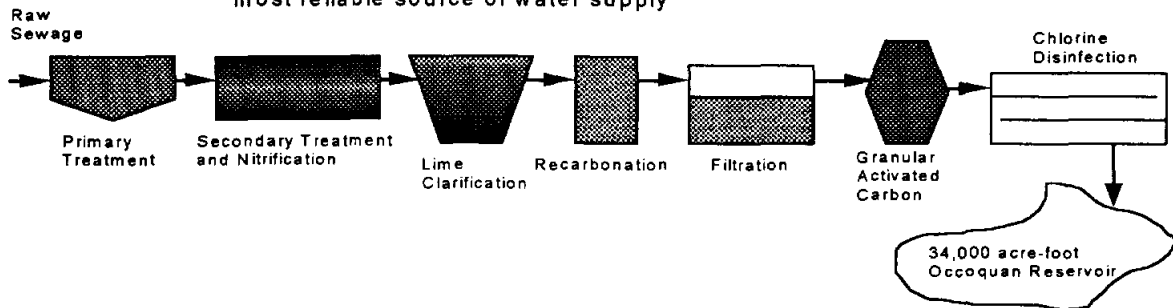 most reliable source of water supply
Raw
Sewage
Primary
Treatment
Secondary Treatment
and Nitrification
Lime
Clarification
Recarbonation
Filtration
Granular
Activated
Carbon
Chlorine
Disinfection
34,000 acre-foot
Occoquan Reservoir